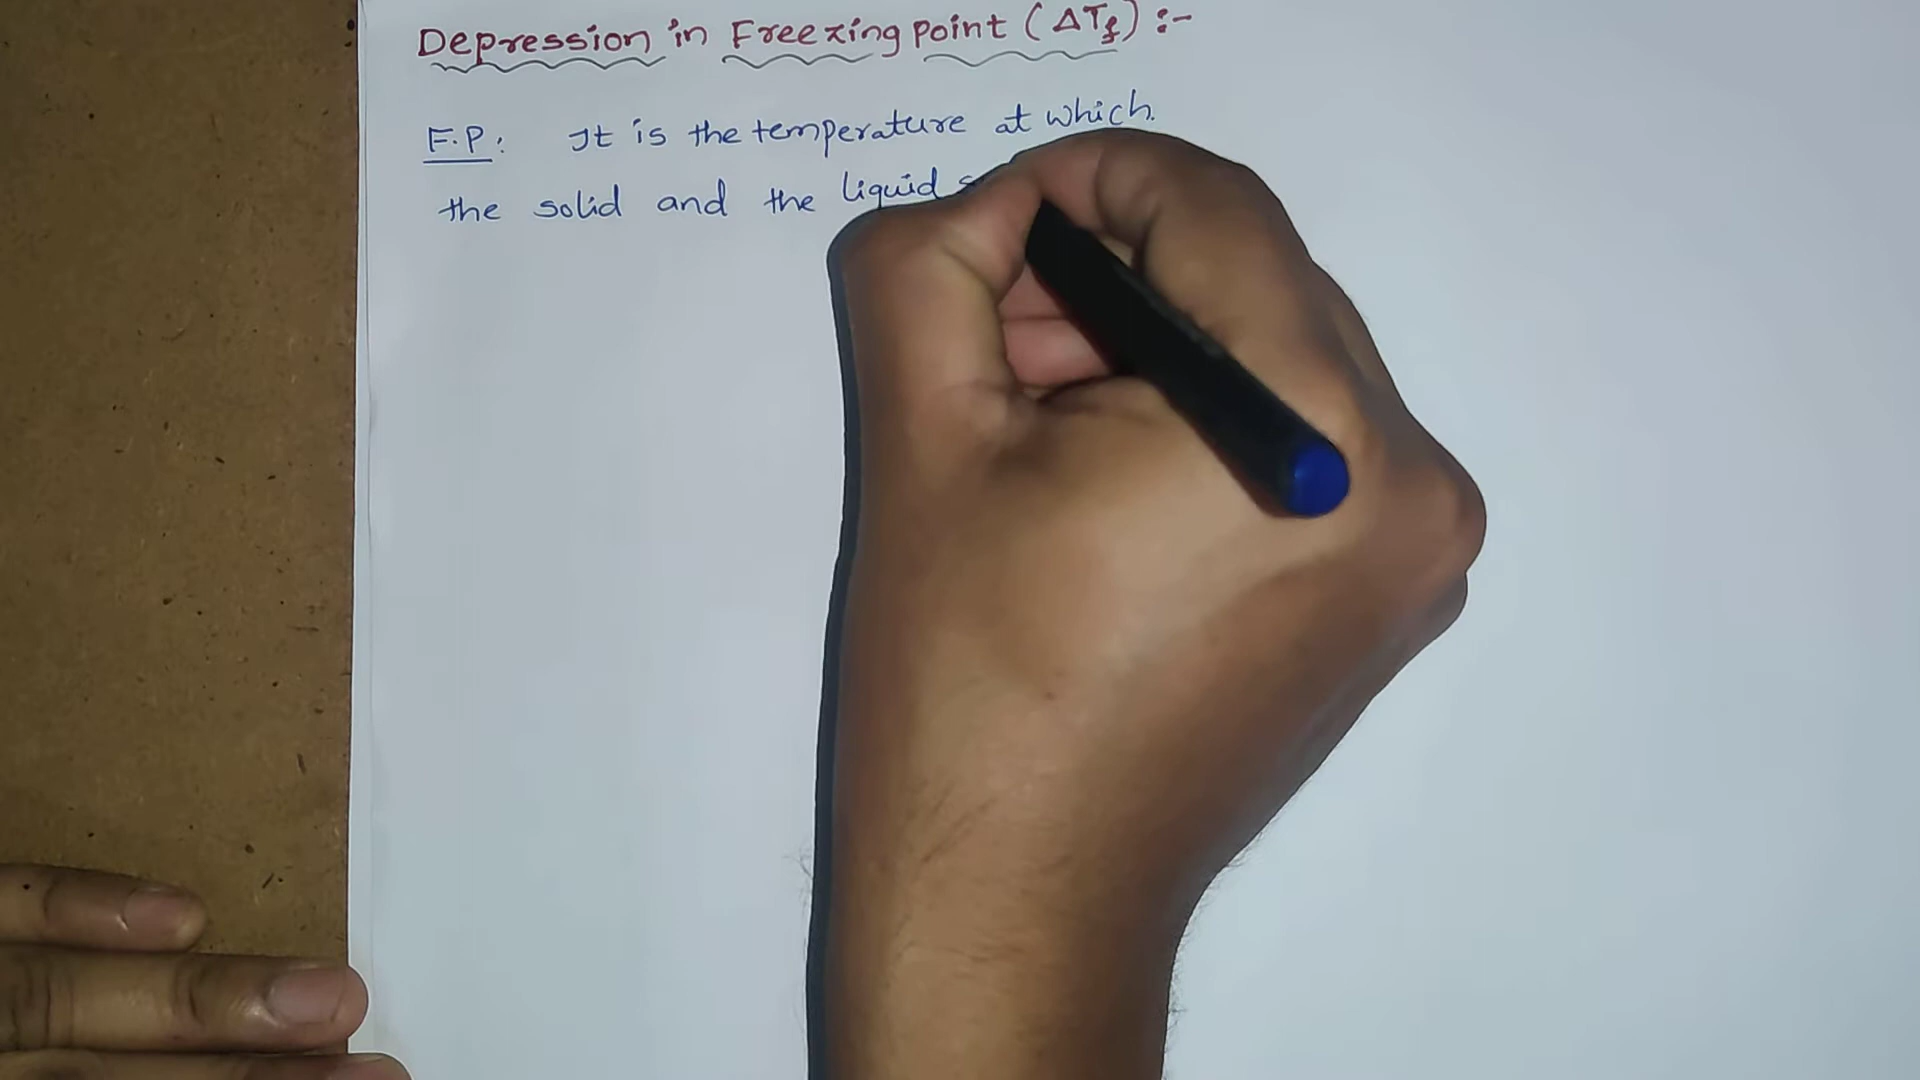 Depression in Freezing point (ΔTf) :-
F.P: It is the temperature at which
the solid and the liquid